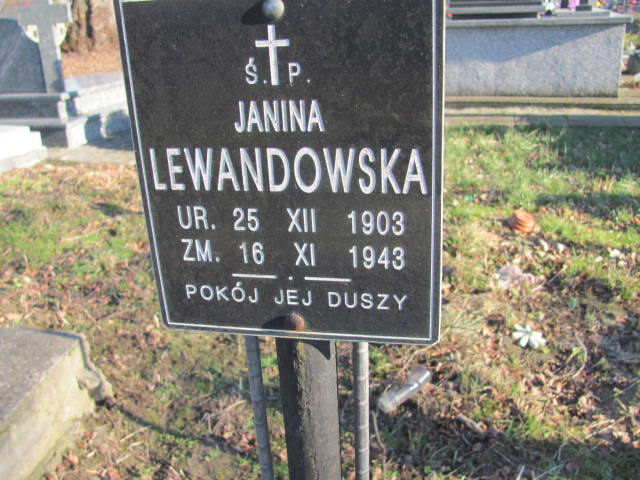 Ś. P.
JANINA
LEWANDOWSKA
UR. 25 XII 1903
ZM. 16 XI 1943
POKÓJ JEJ DUSZY